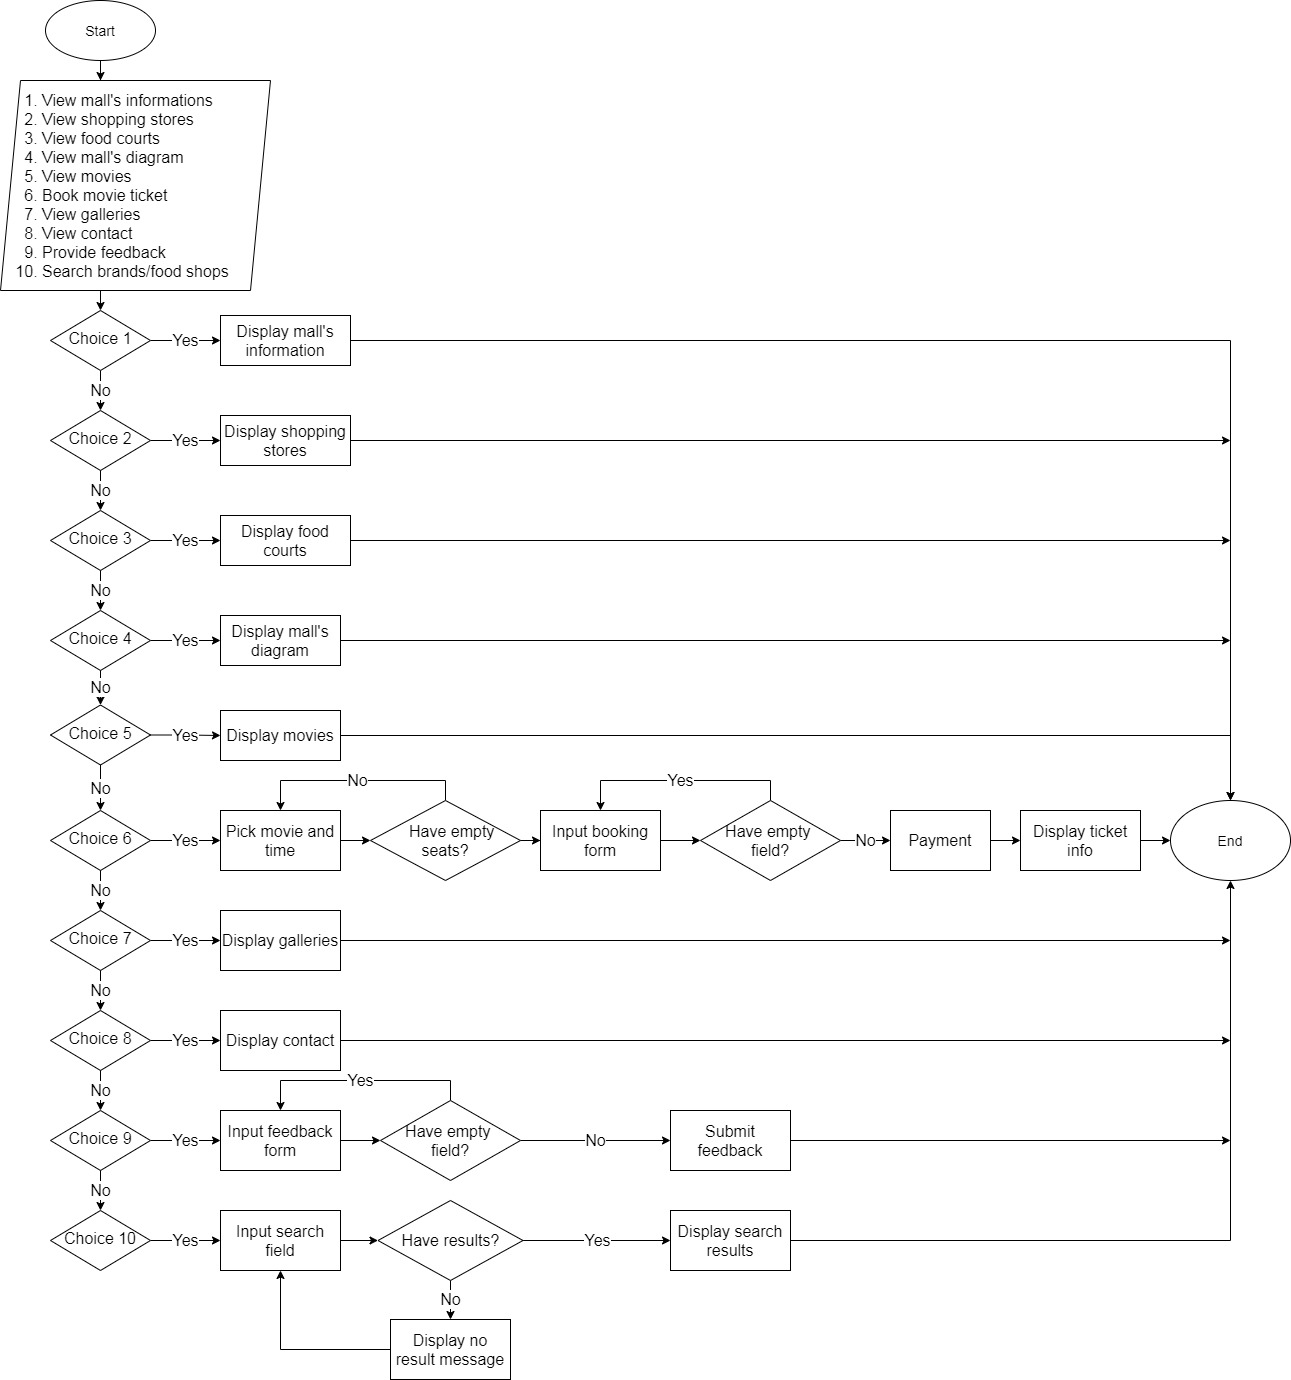 Start
1. View mall's informations
2. View shopping stores
3. View food courts
4. View mall's diagram
5. View movies
6. Book movie ticket
7. View galleries
8. View contact
9. Provide feedback
10. Search brands/food shops
Choice 1
Yes
Display mall's
information
No
Choice 2
Yes
Display shopping
stores
No
Choice 3
Yes
Display food
courts
No
Choice 4
Yes
Display mall's
diagram
No
Choice 5
Yes
Display movies
No
Choice 6
Yes
Pick movie and
time
No
Have empty
seats?
Input booking
form
Yes
Have empty
field?
No
Payment
Display ticket
info
End
No
Choice 7
Yes
Display galleries
No
Choice 8
Yes
Display contact
No
Choice 9
Yes
Input feedback
form
Yes
Have empty
field?
No
Submit
feedback
No
Choice 10
Yes
Input search
field
Have results?
Yes
Display search
results
No
Display no
result message